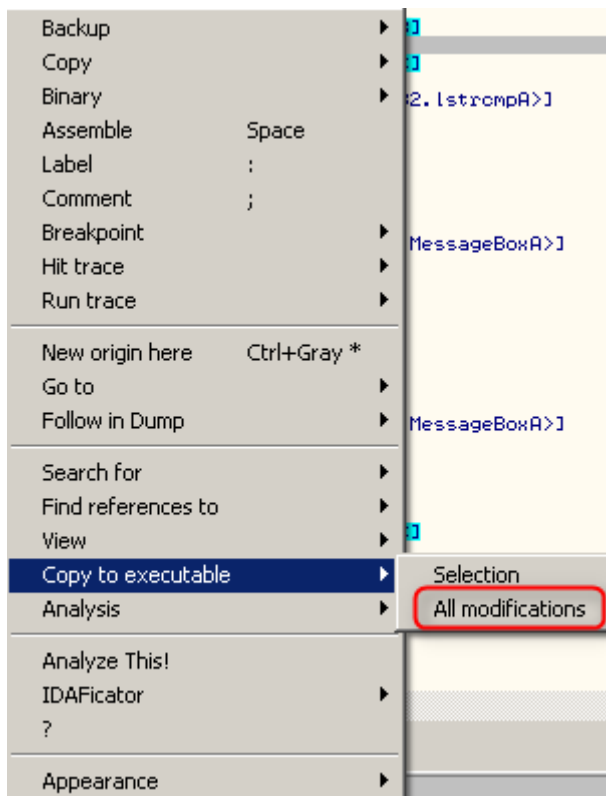 Backup
Copy
Binary
2.lstrcmpA>]
Assemble Space
Label :
Comment ;
Breakpoint
MessageBoxA>]
Hit trace
Run trace
New origin here Ctrl+Gray *
Go to
Follow in Dump
MessageBoxA>]
Search for
Find references to
View
Copy to executable
Selection
Analysis
All modifications
Analyze This!
IDAFicator
?
Appearance